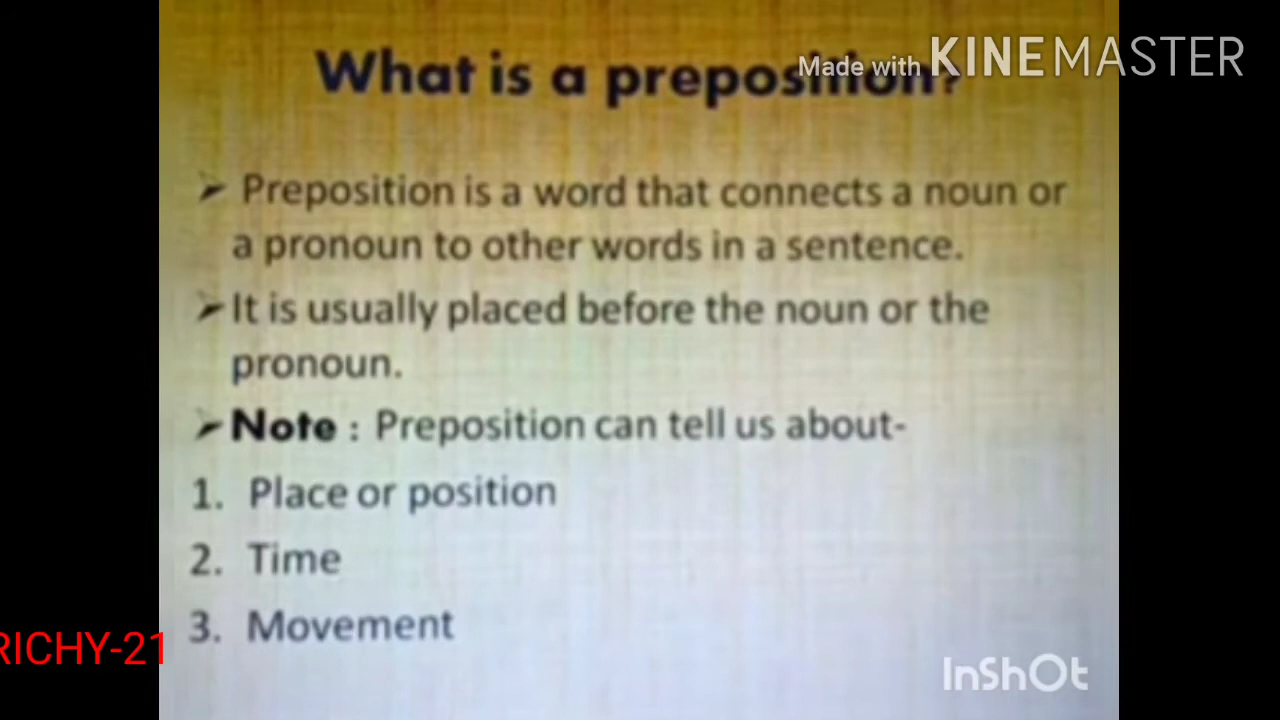 Made with KINEMASTER
What is a preposition?
➤ Preposition is a word that connects a noun or
a pronoun to other words in a sentence.
➤ It is usually placed before the noun or the
pronoun.
➤ Note : Preposition can tell us about-
1. Place or position
2. Time
3. Movement
RICHY-21
InShOt